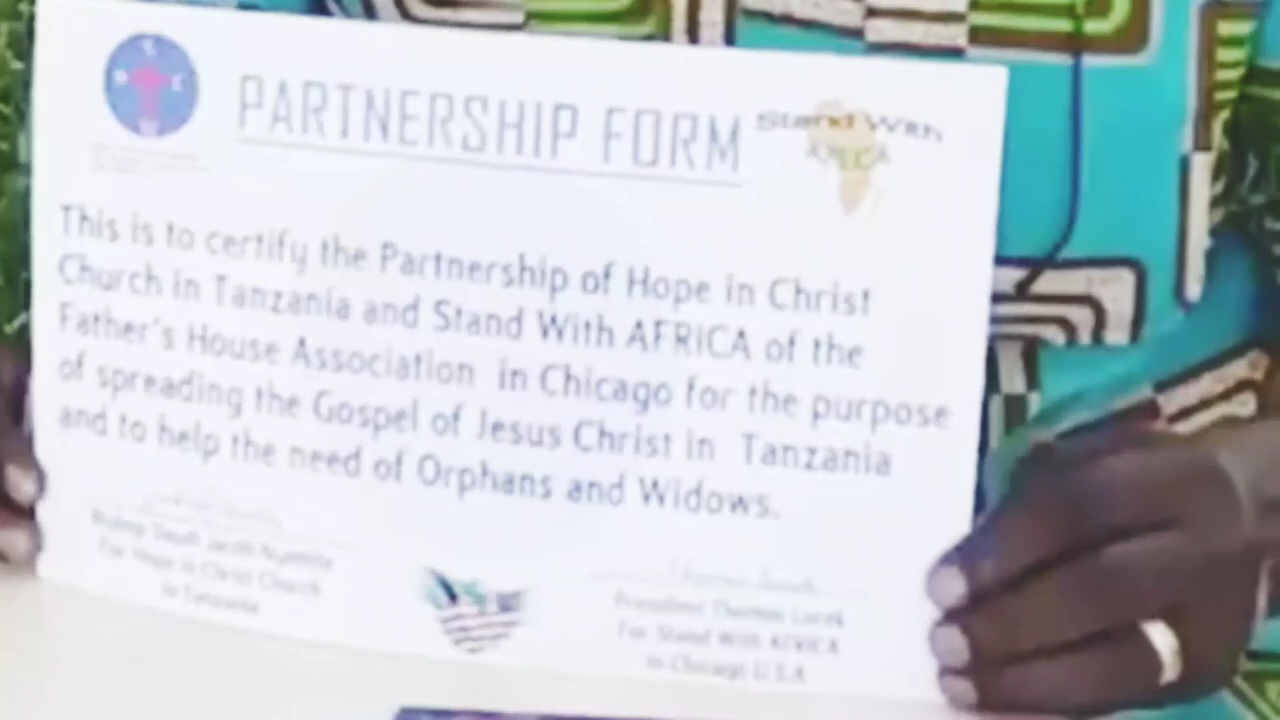 PARTNERSHIP FORM
Stand With
AFRICA
This is to certify the Partnership of Hope in Christ
Church in Tanzania and Stand With AFRICA of the
Father's House Association in Chicago for the purpose
of spreading the Gospel of Jesus Christ in Tanzania
and to help the need of Orphans and Widows.
Bishop Jacob
For Hope in Christ Church
in Tanzania
President
For Stand With AFRICA
in Chicago U.S.A